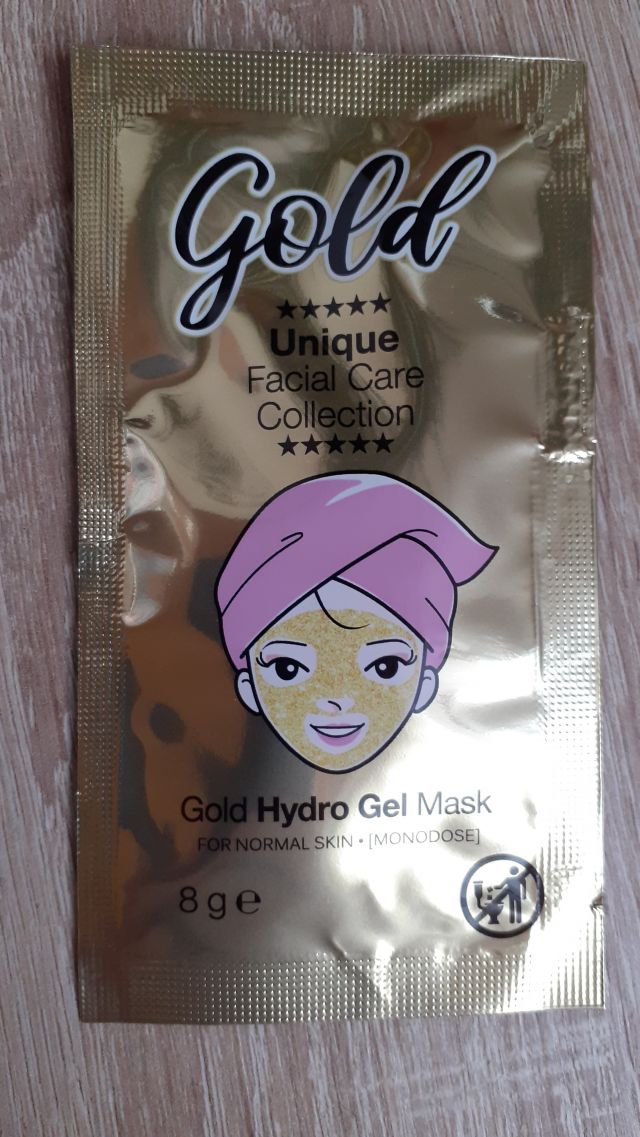 Gold
★★★★★
Unique
Facial Care
Collection
★★★★★
Gold Hydro Gel Mask
FOR NORMAL SKIN • [MONODOSE]
8 g ℮